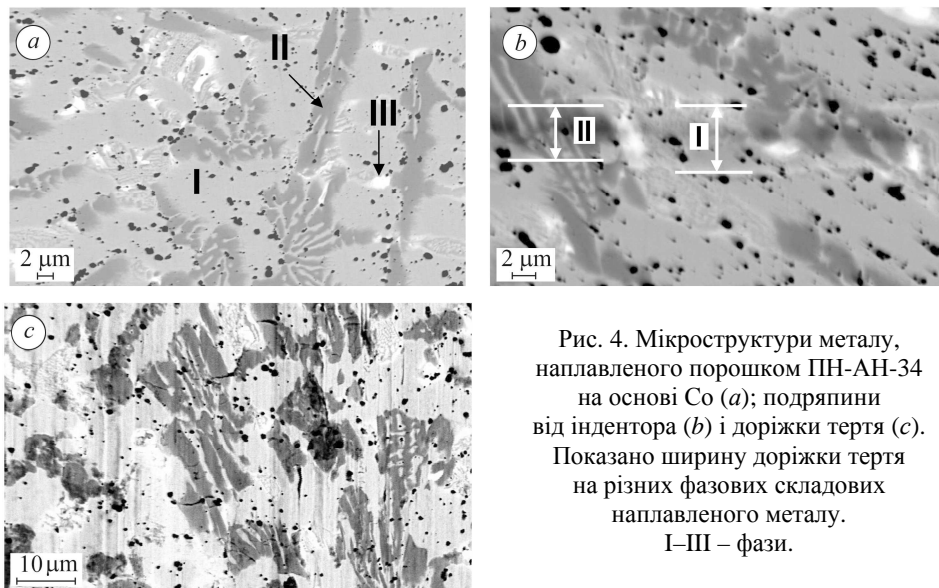 a
II
III
I
2 μm
b
II
I
2 μm
c
10 μm
Рис. 4. Мікроструктури металу,
наплавленого порошком ПН-АН-34
на основі Co (a); подряпини
від індентора (b) і доріжки тертя (c).
Показано ширину доріжки тертя
на різних фазових складових
наплавленого металу.
I–III – фази.